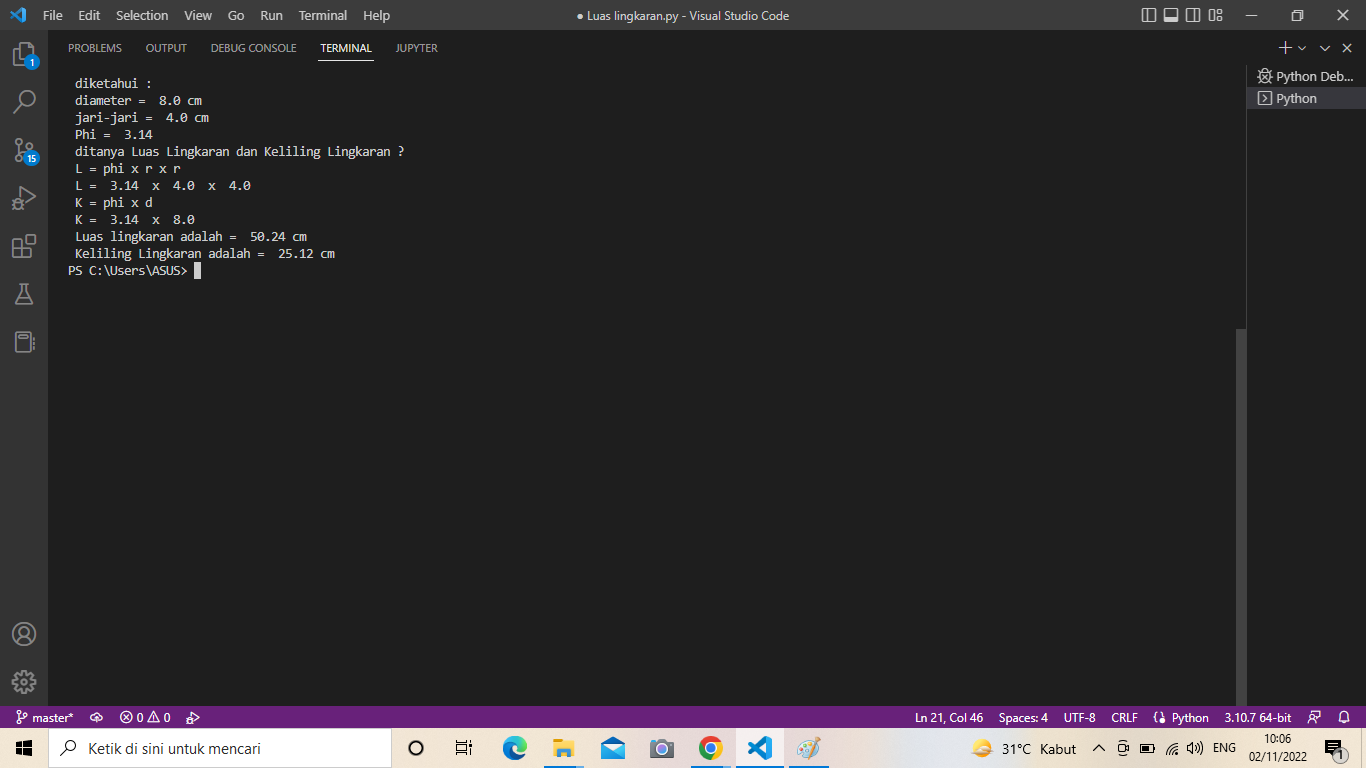 File Edit Selection View Go Run Terminal Help
● Luas lingkaran.py - Visual Studio Code
PROBLEMS OUTPUT DEBUG CONSOLE TERMINAL JUPYTER
1
15
diketahui :
diameter =  8.0 cm
jari-jari =  4.0 cm
Phi =  3.14
ditanya Luas Lingkaran dan Keliling Lingkaran ?
L = phi x r x r
L =  3.14  x  4.0  x  4.0
K = phi x d
K =  3.14  x  8.0
Luas lingkaran adalah =  50.24 cm
Keliling Lingkaran adalah =  25.12 cm
PS C:\Users\ASUS>
Python Deb...
Python
master* 0 0 Ln 21, Col 46 Spaces: 4 UTF-8 CRLF Python 3.10.7 64-bit
Ketik di sini untuk mencari
31°C Kabut
ENG
10:06
02/11/2022
1